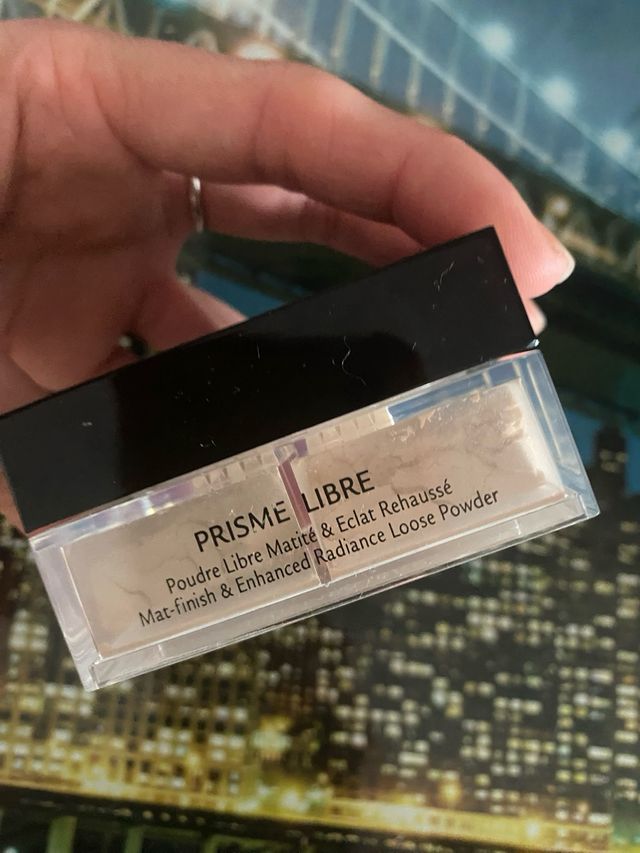 PRISME LIBRE
Poudre Libre Matité & Eclat Rehaussé
Mat-finish & Enhanced Radiance Loose Powder